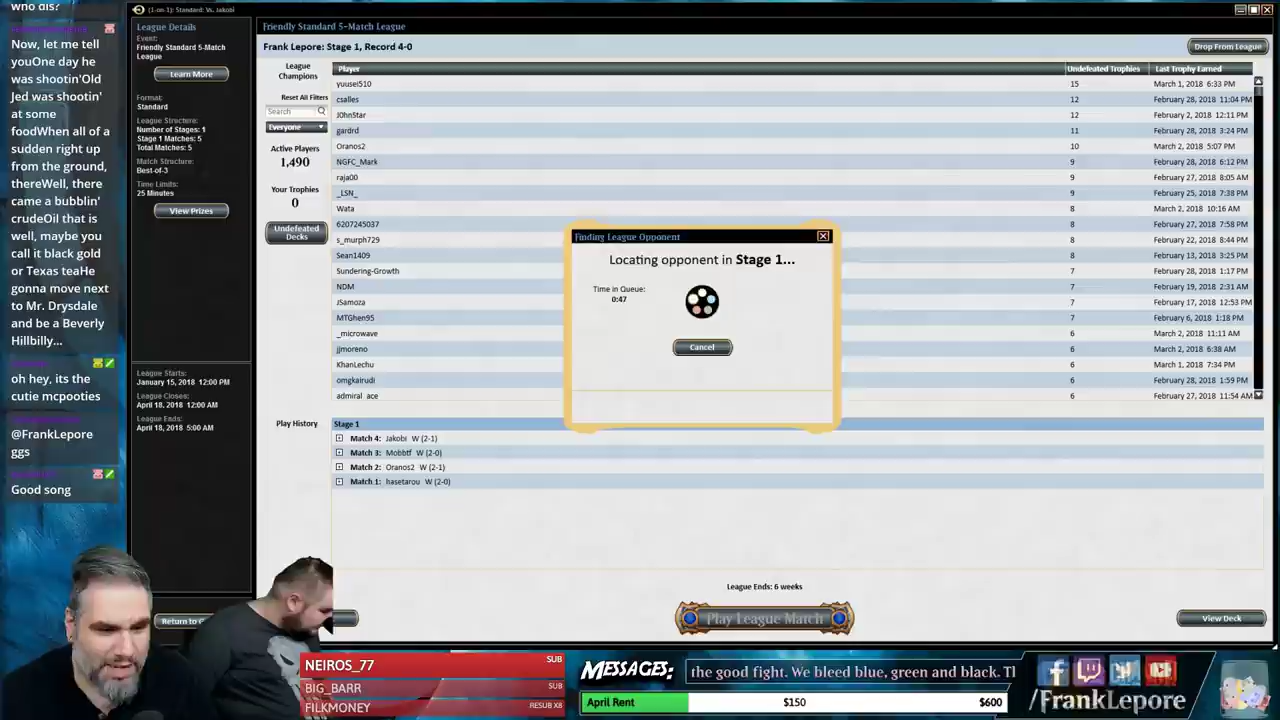 who dis?
Now, let me tell
youOne day he
was shootin'Old
Jed was shootin'
at some
foodWhen all of a
sudden right up
from the ground,
thereWell, there
came a bubblin'
crudeOil that is
well, maybe you
call it black gold
or Texas teaHe
gonna move next
to Mr. Drysdale
and be a Beverly
Hillbilly...
oh hey, its the
cutie mcpooties
@FrankLepore
ggs
Good song
(1-on-1): Standard: Vs. Jakobi
League Details
Event:
Friendly Standard 5-Match
League
Learn More
Format:
Standard
League Structure:
Number of Stages: 1
Stage 1 Matches: 5
Total Matches: 5
Match Structure:
Best-of-3
Time Limits:
25 Minutes
View Prizes
League Starts:
January 15, 2018 12:00 PM
League Closes:
April 18, 2018 12:00 AM
League Ends:
April 18, 2018 5:00 AM
Friendly Standard 5-Match League
Frank Lepore: Stage 1, Record 4-0
Drop From League
League
Champions
Reset All Filters
Search
Everyone
Active Players
1,490
Your Trophies
0
Undefeated
Decks
Player Undefeated Trophies Last Trophy Earned
yuusei510 15 March 1, 2018 6:33 PM
csalles 12 February 28, 2018 11:04 PM
J0hnStar 12 February 2, 2018 12:11 PM
gardrd 11 February 28, 2018 3:24 PM
Oranos2 10 March 2, 2018 5:07 PM
NGFC_Mark 9 February 28, 2018 6:12 PM
raja00 9 February 27, 2018 8:05 AM
_LSN_ 9 February 25, 2018 7:38 PM
Wata 8 March 2, 2018 10:16 AM
6207245037 8 February 27, 2018 7:58 PM
s_murph729 8 February 22, 2018 8:44 PM
Sean1409 8 February 13, 2018 3:25 PM
Sundering-Growth 7 February 28, 2018 1:17 PM
NDM 7 February 19, 2018 2:31 AM
JSamoza 7 February 17, 2018 12:53 PM
MTGhen95 7 February 6, 2018 1:18 PM
_microwave 6 March 2, 2018 11:11 AM
jjmoreno 6 March 2, 2018 6:38 AM
KhanLechu 6 March 1, 2018 7:34 PM
omgkairudi 6 February 28, 2018 1:59 PM
admiral ace 6 February 27, 2018 11:54 AM
Finding League Opponent
Locating opponent in Stage 1...
Time in Queue:
0:47
Cancel
Play History
Stage 1
Match 4: Jakobi W (2-1)
Match 3: Mobbtf W (2-0)
Match 2: Oranos2 W (2-1)
Match 1: hasetarou W (2-0)
League Ends: 6 weeks
Return to
Play League Match
View Deck
NEIROS_77 SUB
BIG_BARR SUB
FILKMONEY RESUB X8
MESSAGES:
the good fight. We bleed blue, green and black. Th
April Rent $150 $600
/FrankLepore